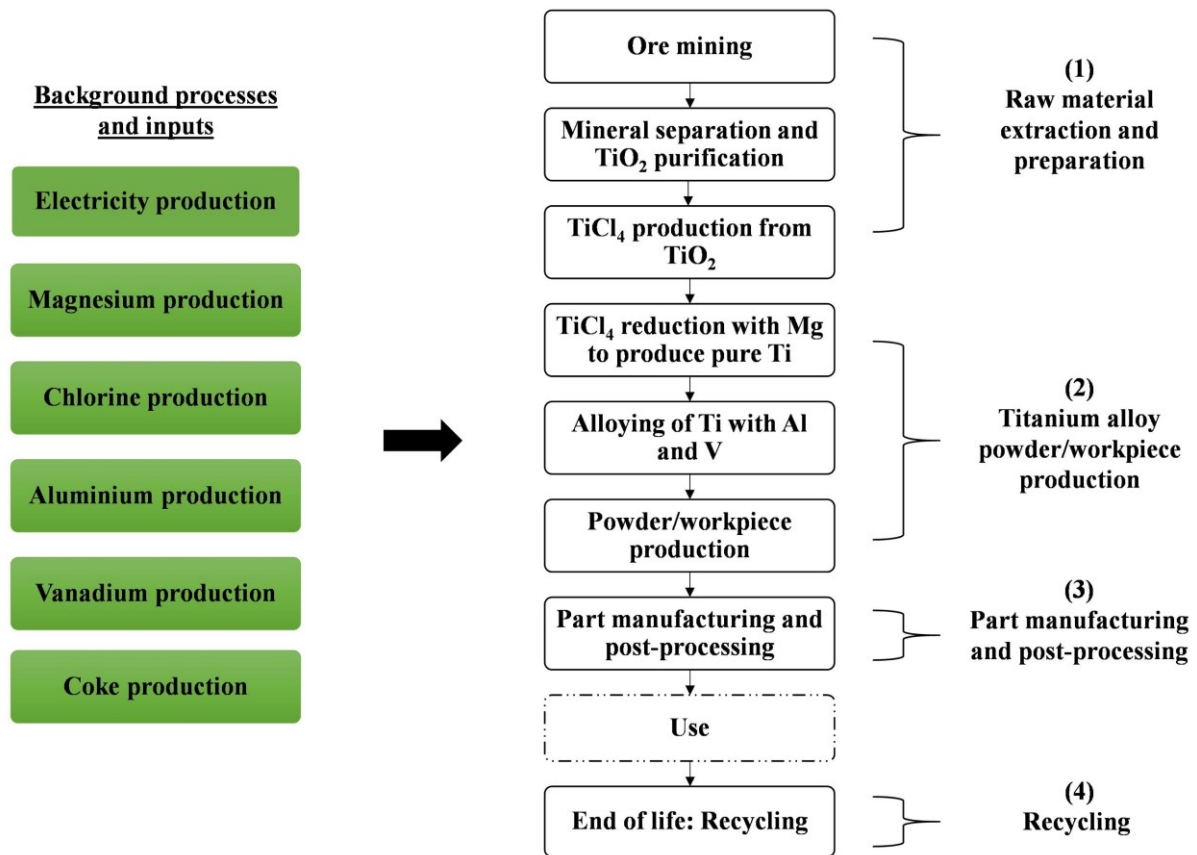 Background processes
and inputs
Electricity production
Magnesium production
Chlorine production
Aluminium production
Vanadium production
Coke production
Ore mining
Mineral separation and
TiO₂ purification
TiCl₄ production from
TiO₂
TiCl₄ reduction with Mg
to produce pure Ti
Alloying of Ti with Al
and V
Powder/workpiece
production
Part manufacturing and
post-processing
Use
End of life: Recycling
(1)
Raw material
extraction and
preparation
(2)
Titanium alloy
powder/workpiece
production
(3)
Part manufacturing
and post-processing
(4)
Recycling